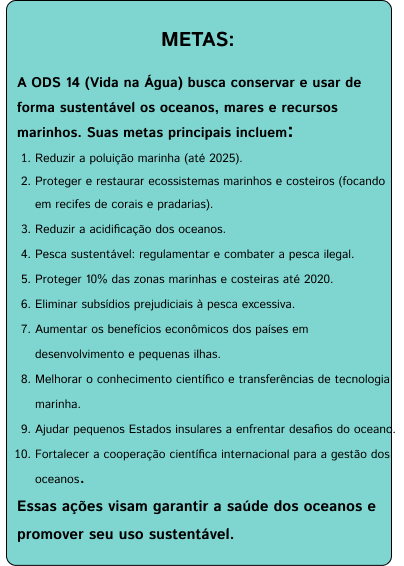 METAS:
A ODS 14 (Vida na Água) busca conservar e usar de
forma sustentável os oceanos, mares e recursos
marinhos. Suas metas principais incluem:
1. Reduzir a poluição marinha (até 2025).
2. Proteger e restaurar ecossistemas marinhos e costeiros (focando
em recifes de corais e pradarias).
3. Reduzir a acidificação dos oceanos.
4. Pesca sustentável: regulamentar e combater a pesca ilegal.
5. Proteger 10% das zonas marinhas e costeiras até 2020.
6. Eliminar subsídios prejudiciais à pesca excessiva.
7. Aumentar os benefícios econômicos dos países em
desenvolvimento e pequenas ilhas.
8. Melhorar o conhecimento científico e transferências de tecnologia
marinha.
9. Ajudar pequenos Estados insulares a enfrentar desafios do oceano.
10. Fortalecer a cooperação científica internacional para a gestão dos
oceanos.
Essas ações visam garantir a saúde dos oceanos e
promover seu uso sustentável.